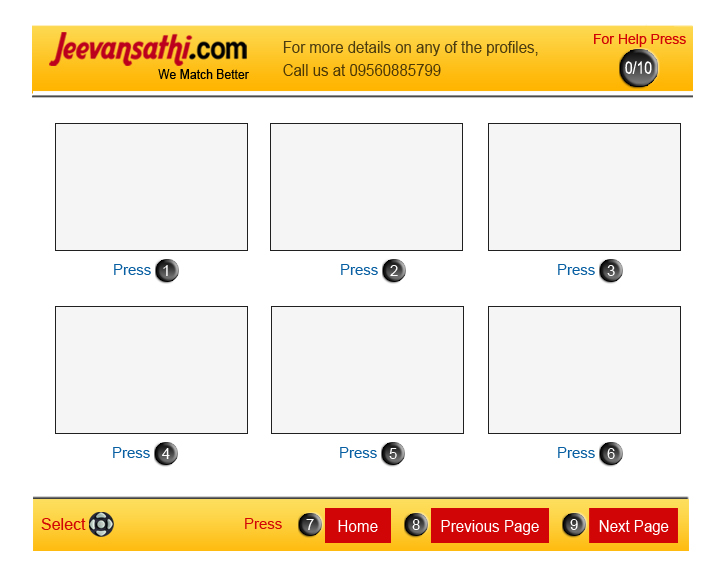 Jeevansathi.com
We Match Better
For more details on any of the profiles,
Call us at 09560885799
For Help Press
0/10
Press 1
Press 2
Press 3
Press 4
Press 5
Press 6
Select
Press 7 Home 8 Previous Page 9 Next Page